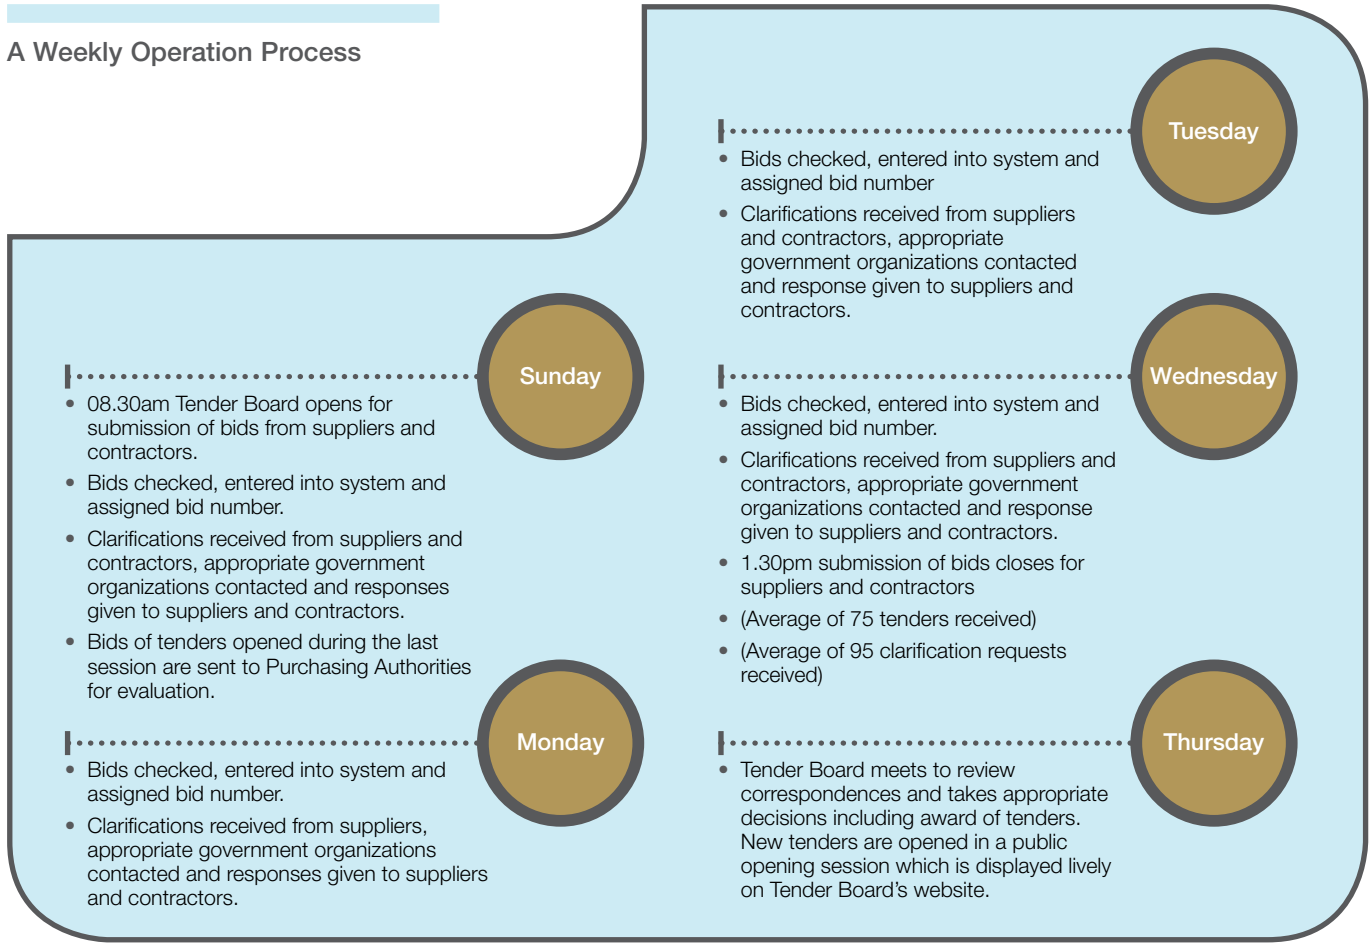 A Weekly Operation Process
Sunday
• 08.30am Tender Board opens for
submission of bids from suppliers and
contractors.
• Bids checked, entered into system and
assigned bid number.
• Clarifications received from suppliers and
contractors, appropriate government
organizations contacted and responses
given to suppliers and contractors.
• Bids of tenders opened during the last
session are sent to Purchasing Authorities
for evaluation.
Monday
• Bids checked, entered into system and
assigned bid number.
• Clarifications received from suppliers,
appropriate government organizations
contacted and responses given to suppliers
and contractors.
Tuesday
• Bids checked, entered into system and
assigned bid number
• Clarifications received from suppliers
and contractors, appropriate
government organizations contacted
and response given to suppliers and
contractors.
Wednesday
• Bids checked, entered into system and
assigned bid number.
• Clarifications received from suppliers and
contractors, appropriate government
organizations contacted and response
given to suppliers and contractors.
• 1.30pm submission of bids closes for
suppliers and contractors
• (Average of 75 tenders received)
• (Average of 95 clarification requests
received)
Thursday
• Tender Board meets to review
correspondences and takes appropriate
decisions including award of tenders.
New tenders are opened in a public
opening session which is displayed lively
on Tender Board’s website.